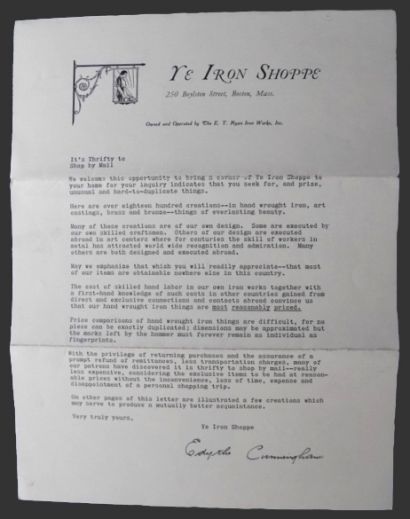 Ye Iron Shoppe
250 Boylston Street, Boston, Mass.
Owned and Operated by The E. T. Ryan Iron Works, Inc.
It's Thrifty to
Shop by Mail
We welcome this opportunity to bring a corner of Ye Iron Shoppe to
your home for your inquiry indicates that you seek for, and prize,
unusual and hard-to-duplicate things.
Here are over eighteen hundred creations--in hand wrought iron, art
castings, brass and bronze--things of everlasting beauty.
Many of these creations are of our own design. Some are executed by
our own skilled craftsmen. Others of our design are executed
abroad in art centers where for centuries the skill of workers in
metal has attracted world wide recognition and admiration. Many
others are both designed and executed abroad.
May we emphasize that which you will readily appreciate--that most
of our items are obtainable nowhere else in this country.
The cost of skilled hand labor in our own iron works together with
a first-hand knowledge of such costs in other countries gained from
direct and exclusive connections and contacts abroad convince us
that our hand wrought iron things are most reasonably priced.
Price comparisons of hand wrought iron things are difficult, for no
piece can be exactly duplicated; dimensions may be approximated but
the marks left by the hammer must forever remain as individual as
fingerprints.
With the privilege of returning purchases and the assurance of a
prompt refund of remittances, less transportation charges, many of
our patrons have discovered it is thrifty to shop by mail--really
less expensive, considering the exclusive items to be had at reason-
able prices without the inconvenience, loss of time, expense and
disappointment of a personal shopping trip.
On other pages of this letter are illustrated a few creations which
may serve to produce a mutually better acquaintance.
Very truly yours,
Ye Iron Shoppe
Edythe Cunningham